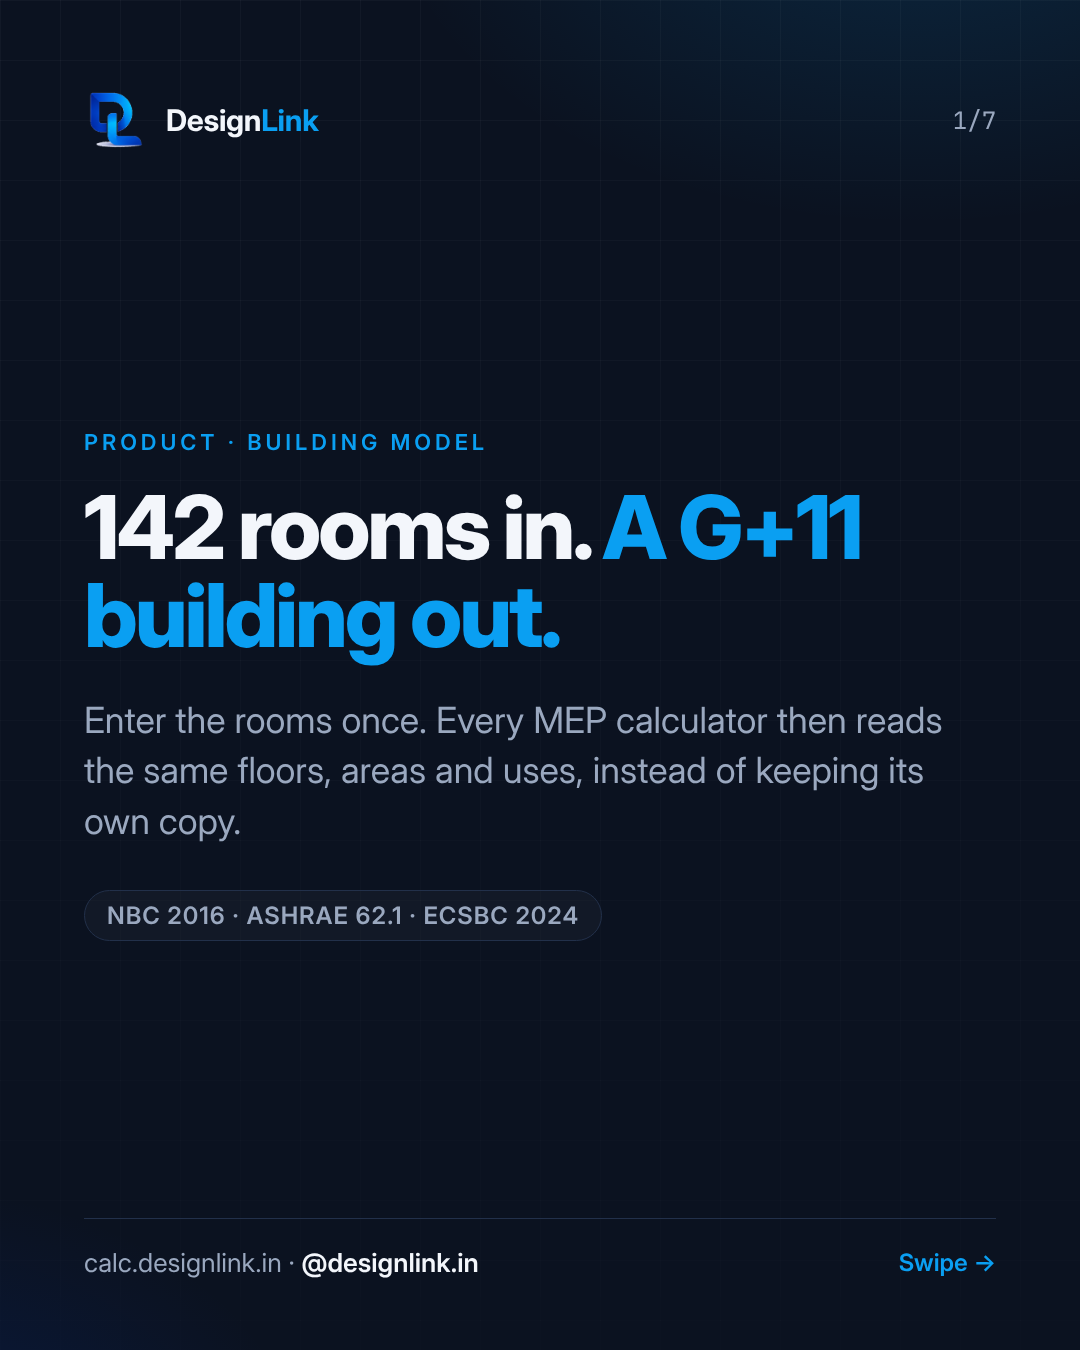 DesignLink
1/7
PRODUCT · BUILDING MODEL
142 rooms in. A G+11
building out.
Enter the rooms once. Every MEP calculator then reads
the same floors, areas and uses, instead of keeping its
own copy.
NBC 2016 · ASHRAE 62.1 · ECSBC 2024
calc.designlink.in · @designlink.in
Swipe →